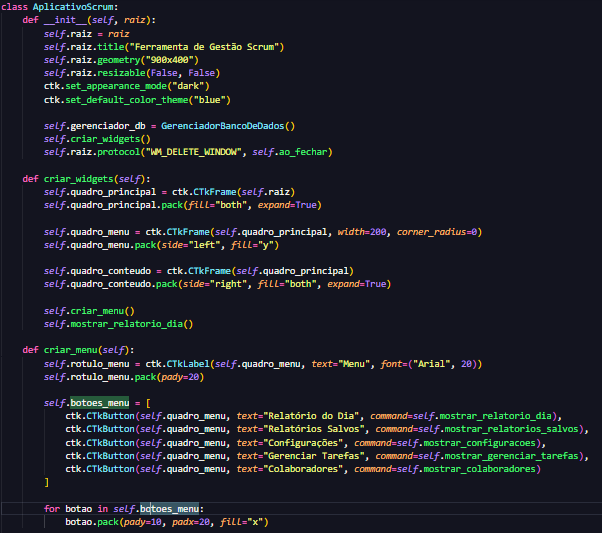 class AplicativoScrum:
def __init__(self, raiz):
self.raiz = raiz
self.raiz.title("Ferramenta de Gestão Scrum")
self.raiz.geometry("900x400")
self.raiz.resizable(False, False)
ctk.set_appearance_mode("dark")
ctk.set_default_color_theme("blue")
self.gerenciador_db = GerenciadorBancoDeDados()
self.criar_widgets()
self.raiz.protocol("WM_DELETE_WINDOW", self.ao_fechar)
def criar_widgets(self):
self.quadro_principal = ctk.CTkFrame(self.raiz)
self.quadro_principal.pack(fill="both", expand=True)
self.quadro_menu = ctk.CTkFrame(self.quadro_principal, width=200, corner_radius=0)
self.quadro_menu.pack(side="left", fill="y")
self.quadro_conteudo = ctk.CTkFrame(self.quadro_principal)
self.quadro_conteudo.pack(side="right", fill="both", expand=True)
self.criar_menu()
self.mostrar_relatorio_dia()
def criar_menu(self):
self.rotulo_menu = ctk.CTkLabel(self.quadro_menu, text="Menu", font=("Arial", 20))
self.rotulo_menu.pack(pady=20)
self.botoes_menu = [
ctk.CTkButton(self.quadro_menu, text="Relatório do Dia", command=self.mostrar_relatorio_dia),
ctk.CTkButton(self.quadro_menu, text="Relatórios Salvos", command=self.mostrar_relatorios_salvos),
ctk.CTkButton(self.quadro_menu, text="Configurações", command=self.mostrar_configuracoes),
ctk.CTkButton(self.quadro_menu, text="Gerenciar Tarefas", command=self.mostrar_gerenciar_tarefas),
ctk.CTkButton(self.quadro_menu, text="Colaboradores", command=self.mostrar_colaboradores)
]
for botao in self.botoes_menu:
botao.pack(pady=10, padx=20, fill="x")